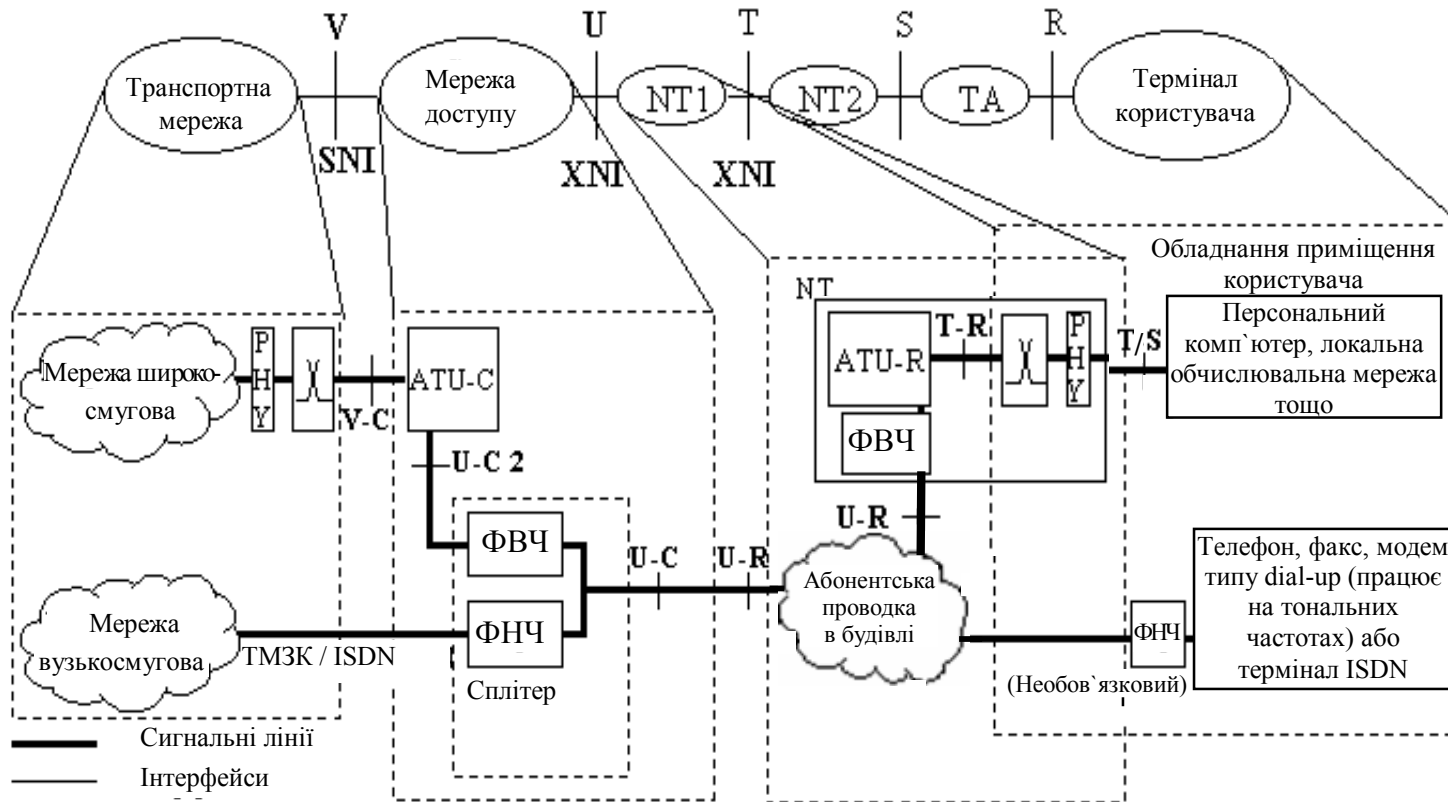 V
U
T
S
R
Транспортна
мережа
Мережа
доступу
NT1
NT2
TA
Термінал
користувача
SNI
XNI
XNI
Обладнання приміщення
користувача
NT
Мережа широко-
смугова
P
H
Y
V-C
ATU-C
U-C 2
ATU-R
T-R
P
H
Y
T/S
Персональний
комп`ютер, локальна
обчислювальна мережа
тощо
ФВЧ
U-R
ФВЧ
U-C
U-R
Абонентська
проводка
в будівлі
Телефон, факс, модем
типу dial-up (працює
на тональних
частотах) або
термінал ISDN
ФНЧ
(Необов`язковий)
Мережа
вузькосмугова
ТМЗК / ISDN
ФНЧ
Сплітер
Сигнальні лінії
Інтерфейси